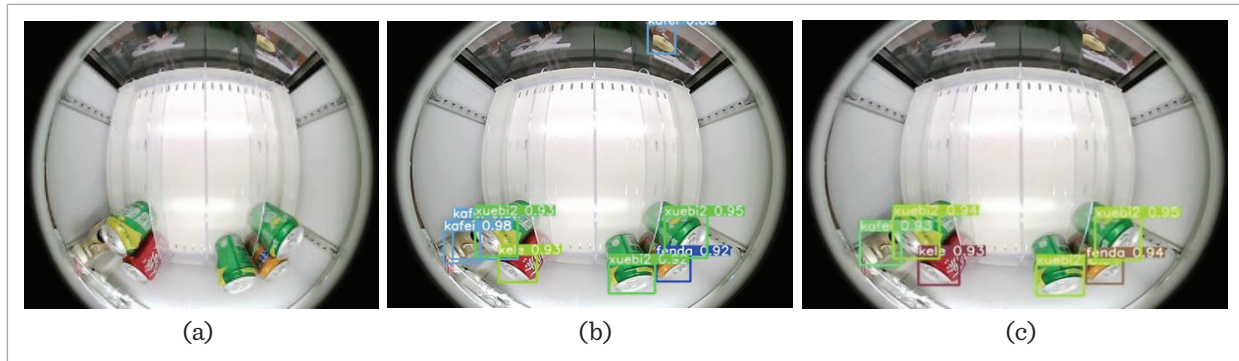 kafei 0.86
xuebi2 0.93
xuebi2 0.95
kafei 0.98
kele 0.93
fenda 0.92
xuebi2 0.92
xuebi2 0.94
xuebi2 0.95
kafei 0.93
kele 0.93
fenda 0.94
xuebi2
(a)
(b)
(c)